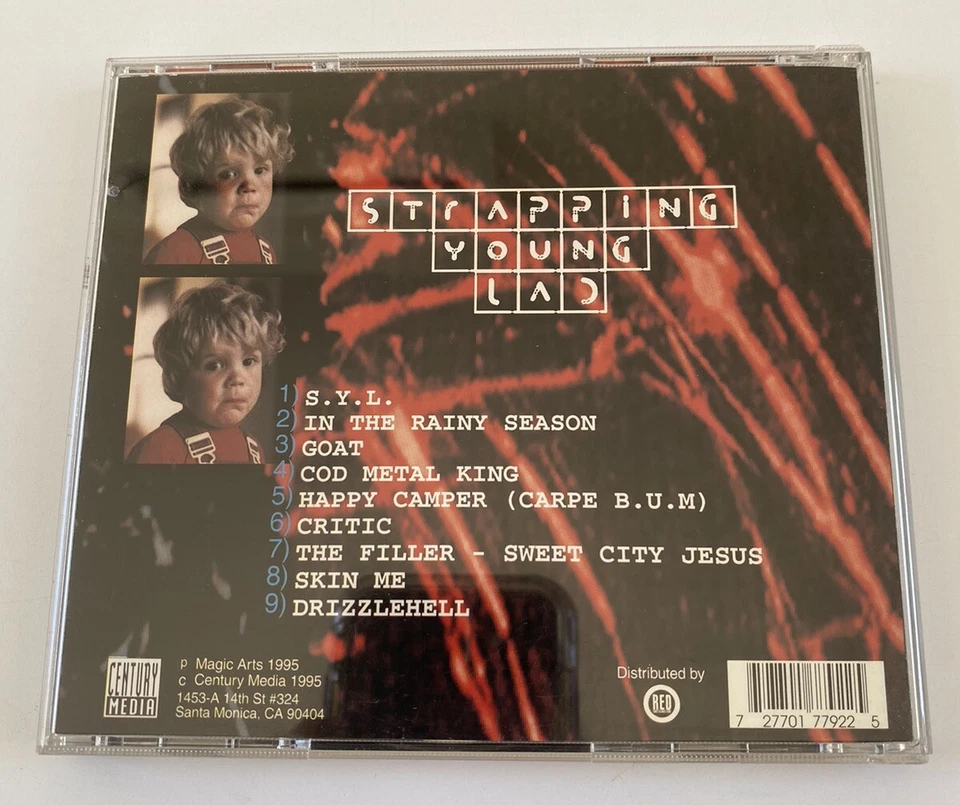 STRAPPING
YOUNG
LAD
1) S.Y.L.
2) IN THE RAINY SEASON
3) GOAT
4) COD METAL KING
5) HAPPY CAMPER (CARPE B.U.M)
6) CRITIC
7) THE FILLER - SWEET CITY JESUS
8) SKIN ME
9) DRIZZLEHELL
CENTURY
MEDIA
p Magic Arts 1995
c Century Media 1995
1453-A 14th St #324
Santa Monica, CA 90404
Distributed by
RED
7 27701 77922 5